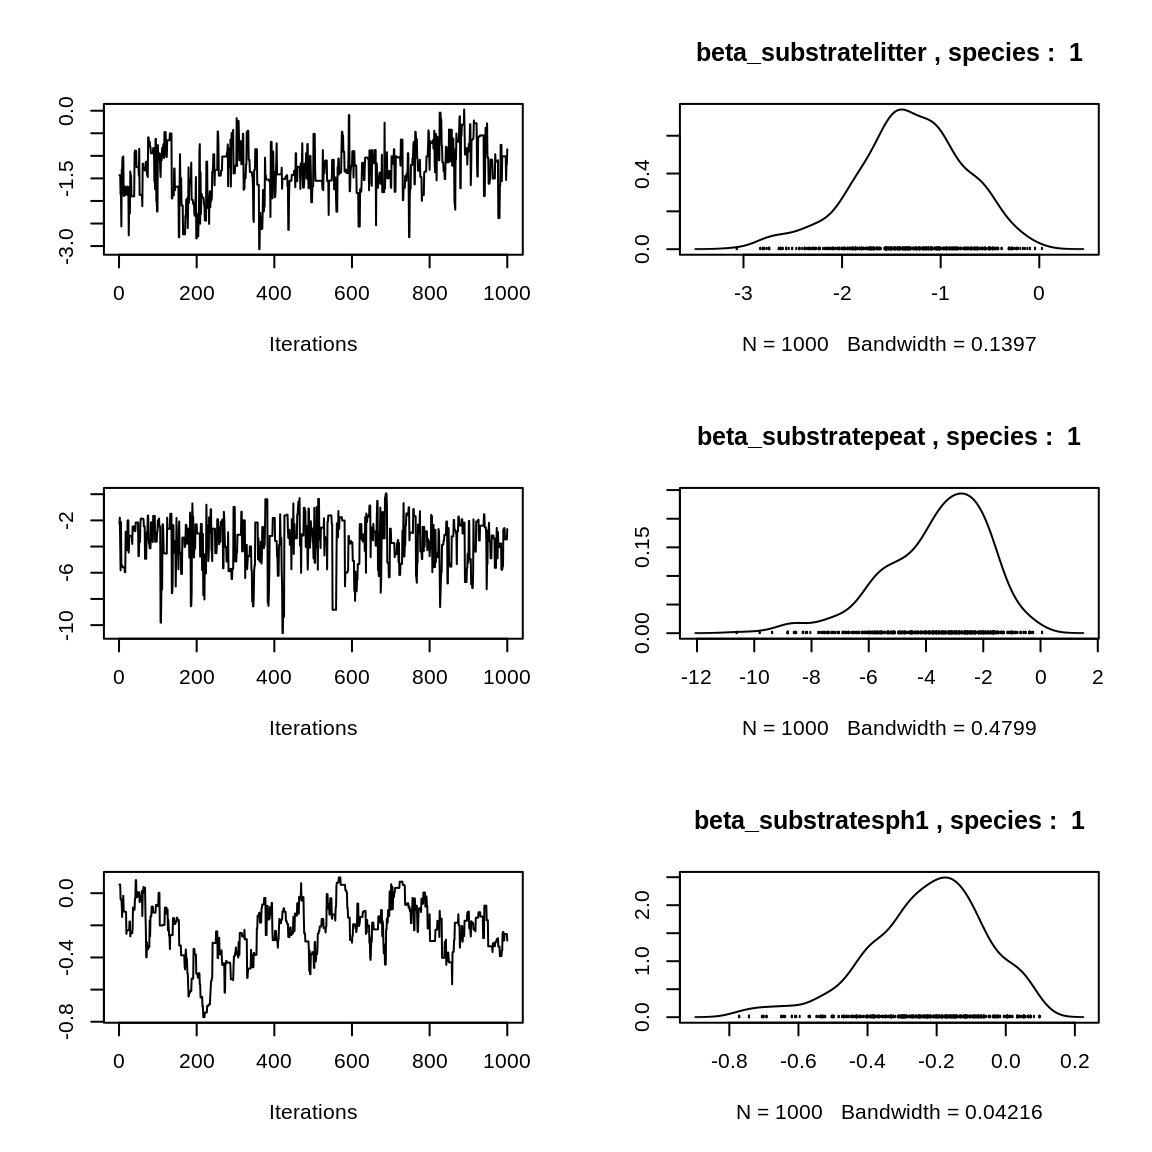 beta_substratelitter , species :  1
0.0
-1.5
-3.0
0 200 400 600 800 1000
Iterations
0.4
0.0
-3 -2 -1 0
N = 1000   Bandwidth = 0.1397
beta_substratepeat , species :  1
-2
-6
-10
0 200 400 600 800 1000
Iterations
0.15
0.00
-12 -10 -8 -6 -4 -2 0 2
N = 1000   Bandwidth = 0.4799
beta_substratesph1 , species :  1
0.0
-0.4
-0.8
0 200 400 600 800 1000
Iterations
2.0
1.0
0.0
-0.8 -0.6 -0.4 -0.2 0.0 0.2
N = 1000   Bandwidth = 0.04216